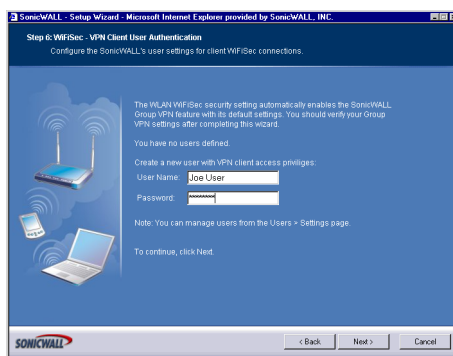 SonicWALL - Setup Wizard - Microsoft Internet Explorer provided by SonicWALL, INC.
Step 6: WiFiSec - VPN Client User Authentication
Configure the SonicWALL's user settings for client WiFiSec connections.
The WLAN WiFiSec security setting automatically enables the SonicWALL
Group VPN feature with its default settings. You should verify your Group
VPN settings after completing this wizard.
You have no users defined.
Create a new user with VPN client access priviliges:
User Name: Joe User
Password: *********
Note: You can manage users from the Users > Settings page.
To continue, click Next.
SONICWALL
< Back Next > Cancel